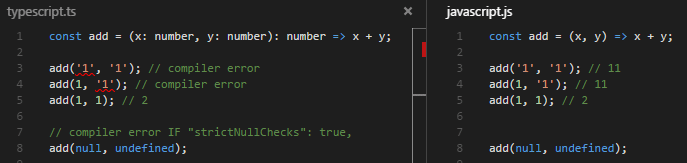 typescript.ts ×
1 const add = (x: number, y: number): number => x + y;
2
3 add('1', '1'); // compiler error
4 add(1, '1'); // compiler error
5 add(1, 1); // 2
6
7 // compiler error IF "strictNullChecks": true,
8 add(null, undefined);
javascript.js
1 const add = (x, y) => x + y;
2
3 add('1', '1'); // 11
4 add(1, '1'); // 11
5 add(1, 1); // 2
6
7
8 add(null, undefined);